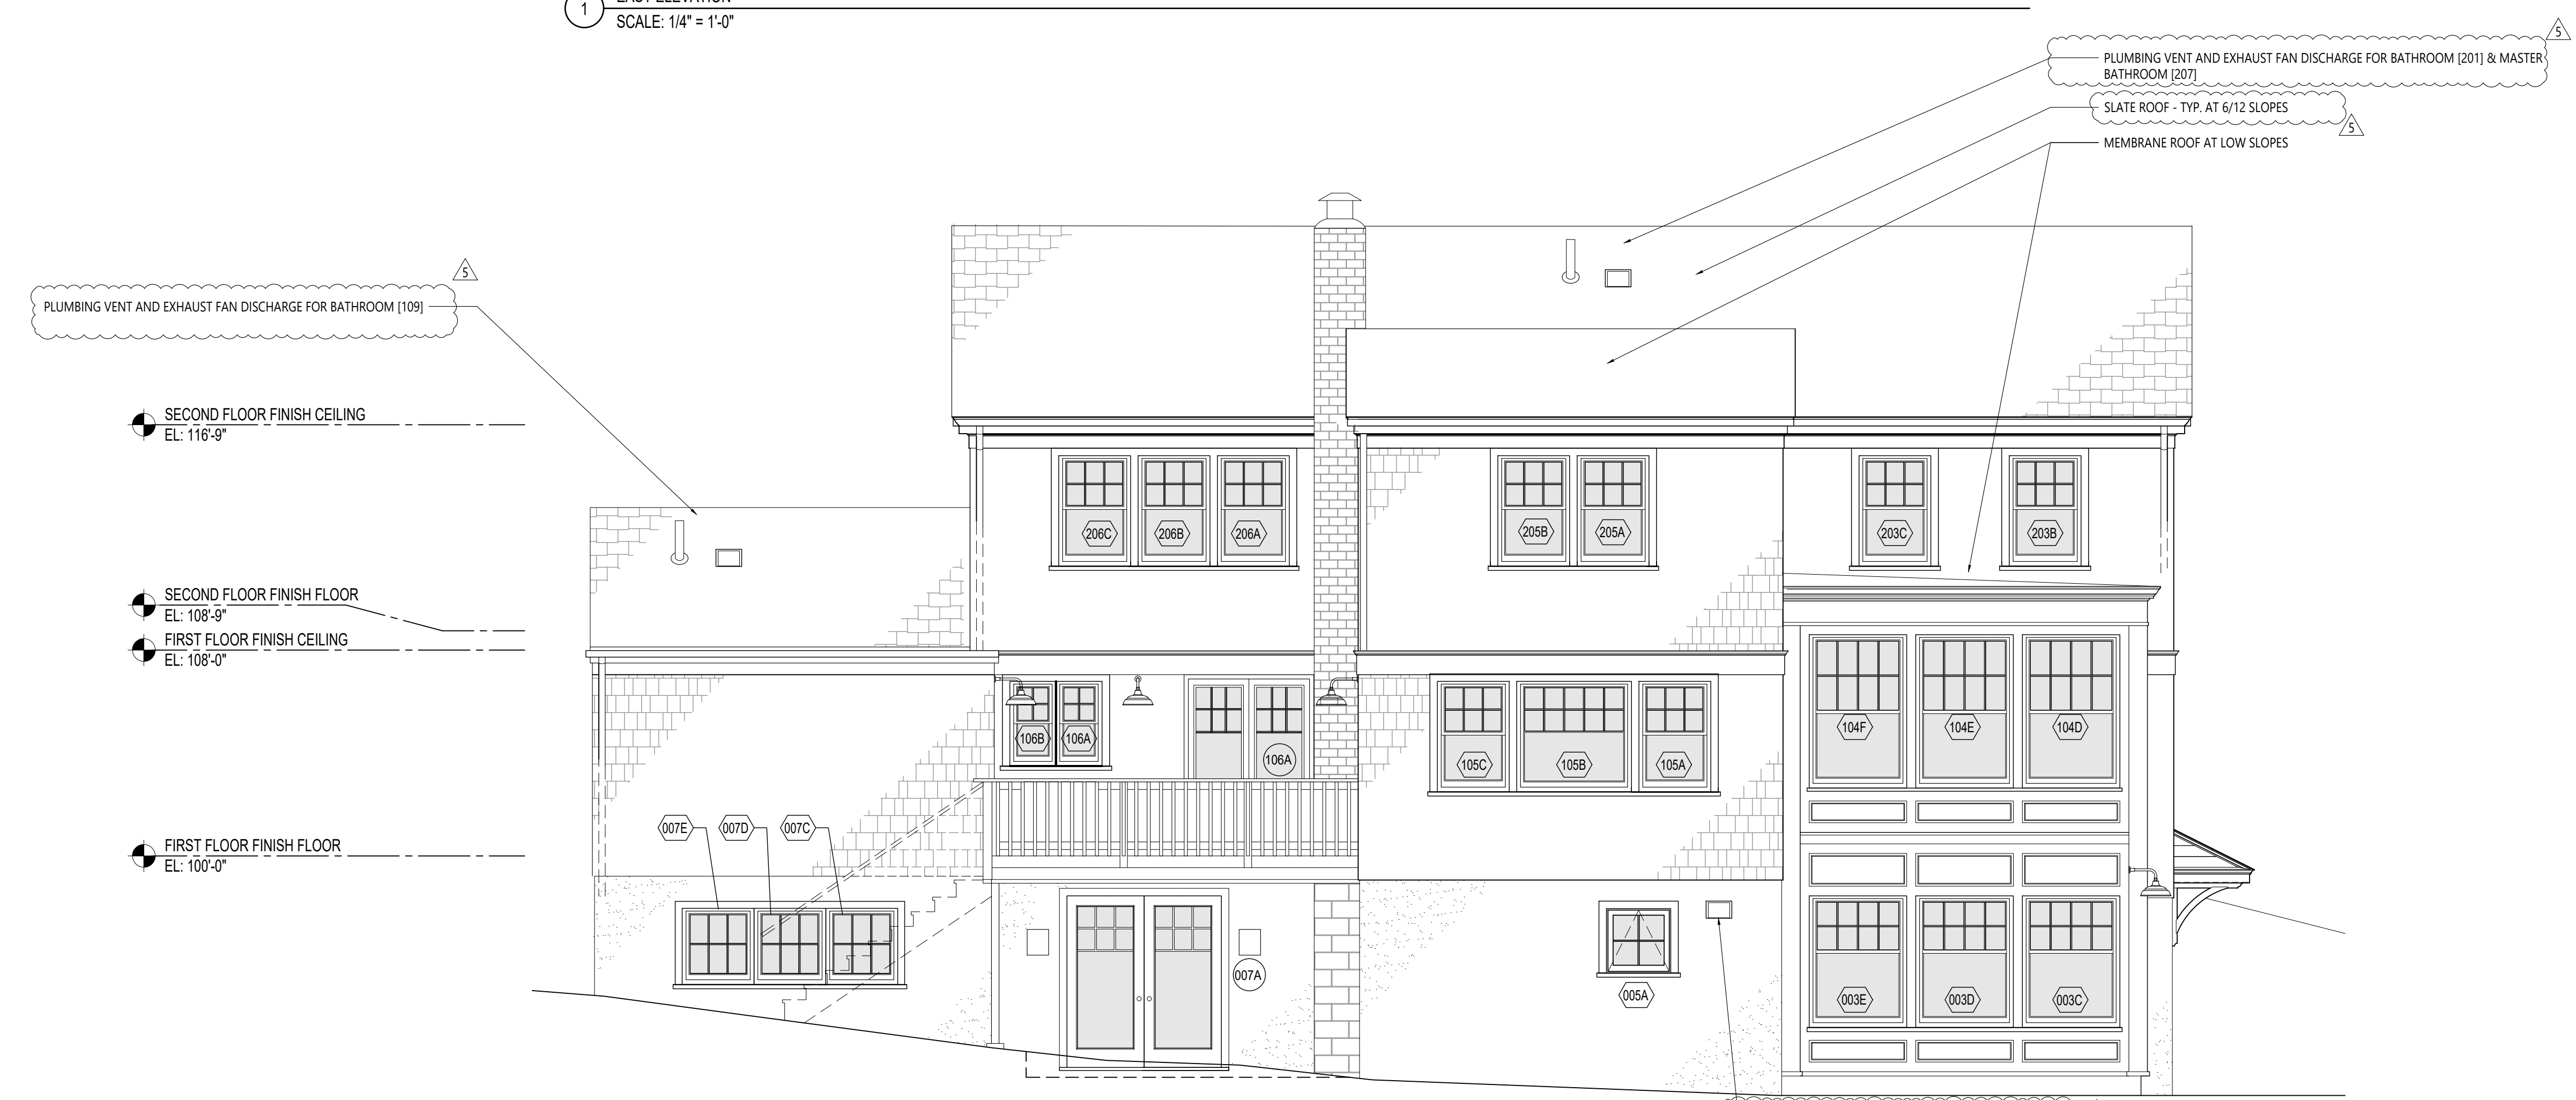 1
SCALE: 1/4" = 1'-0"
5
PLUMBING VENT AND EXHAUST FAN DISCHARGE FOR BATHROOM [201] & MASTER
BATHROOM [207]
SLATE ROOF - TYP. AT 6/12 SLOPES
5
MEMBRANE ROOF AT LOW SLOPES
5
PLUMBING VENT AND EXHAUST FAN DISCHARGE FOR BATHROOM [109]
SECOND FLOOR FINISH CEILING
EL: 116'-9"
206C 206B 206A 205B 205A 203C 203B
SECOND FLOOR FINISH FLOOR
EL: 108'-9"
FIRST FLOOR FINISH CEILING
EL: 108'-0"
106B 106A 106A 105C 105B 105A 104F 104E 104D
007E 007D 007C
FIRST FLOOR FINISH FLOOR
EL: 100'-0"
007A 005A 003E 003D 003C